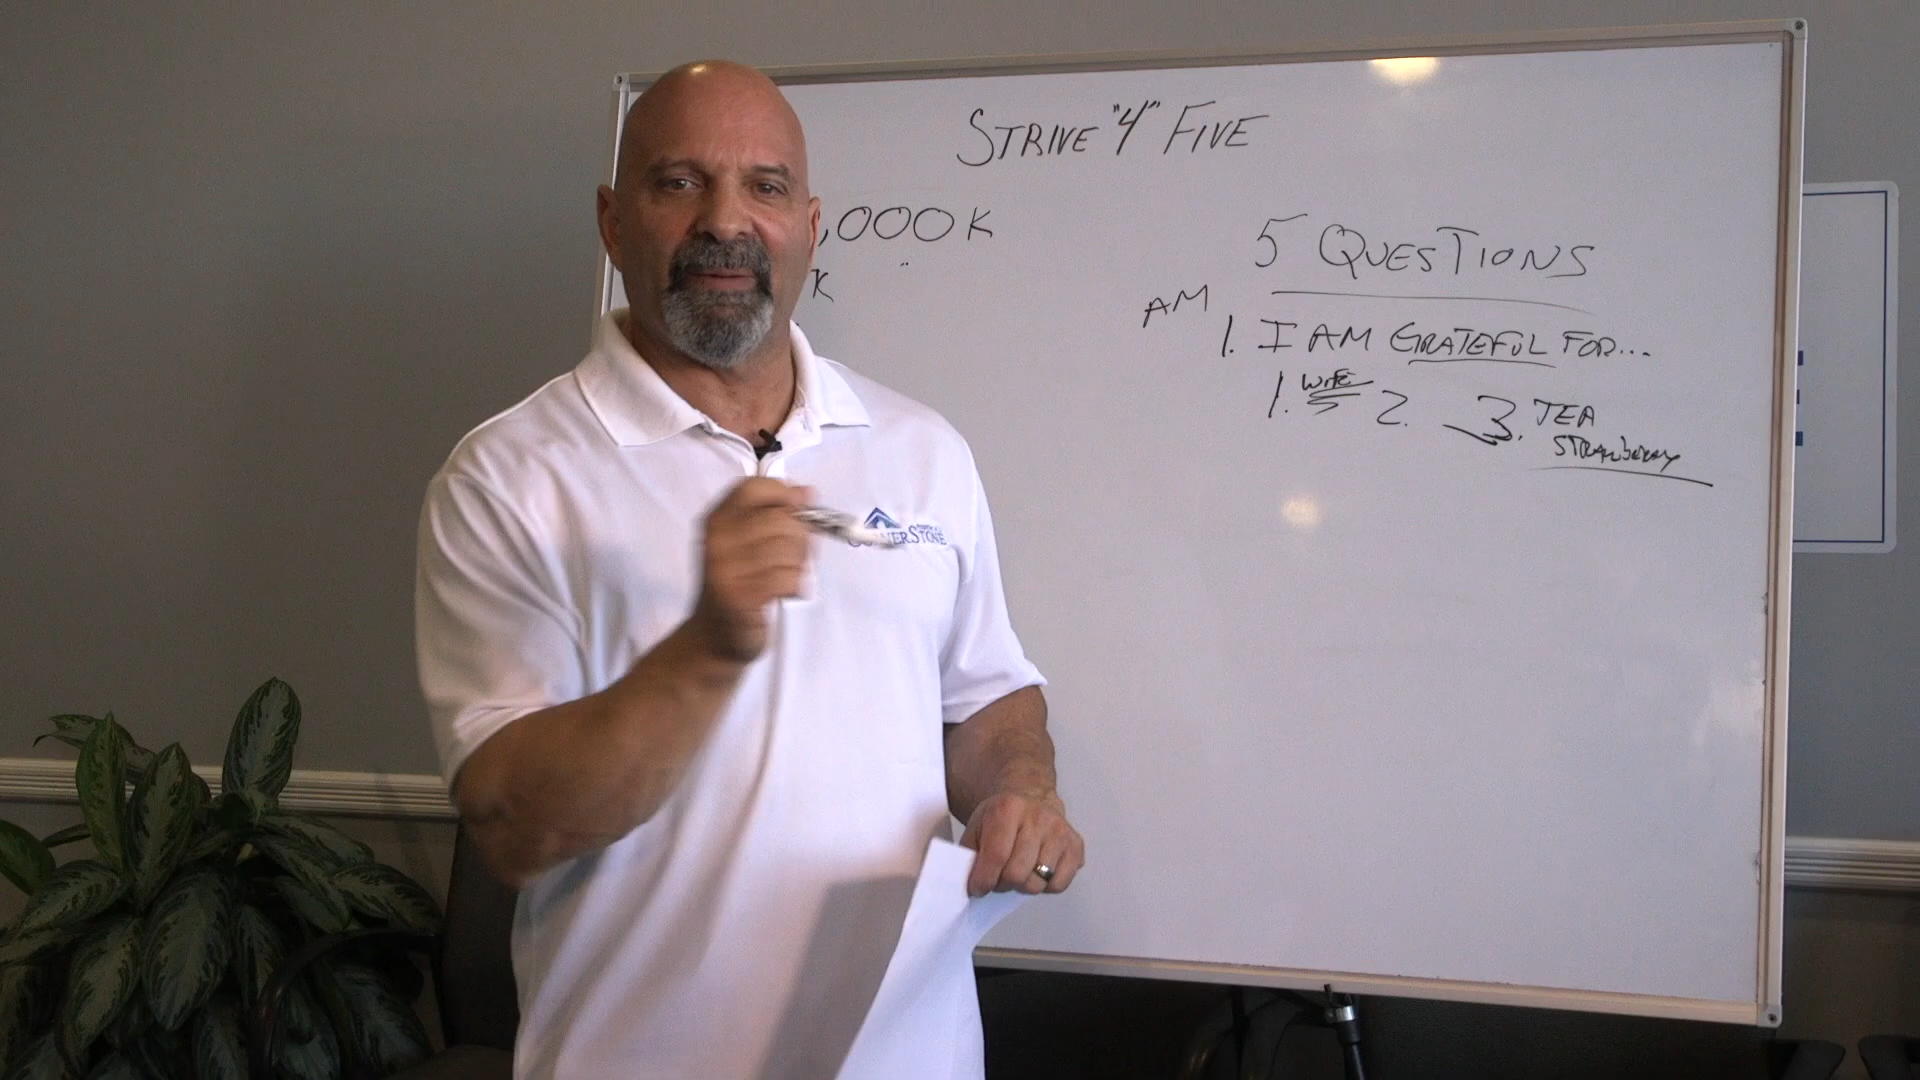 STRIVE "4" FIVE
,000K
K
5 QUESTIONS
AM
1. I AM GRATEFUL FOR...
1. WIFE 2. 3. TEA
STRAWBERRY
CORNERSTONE